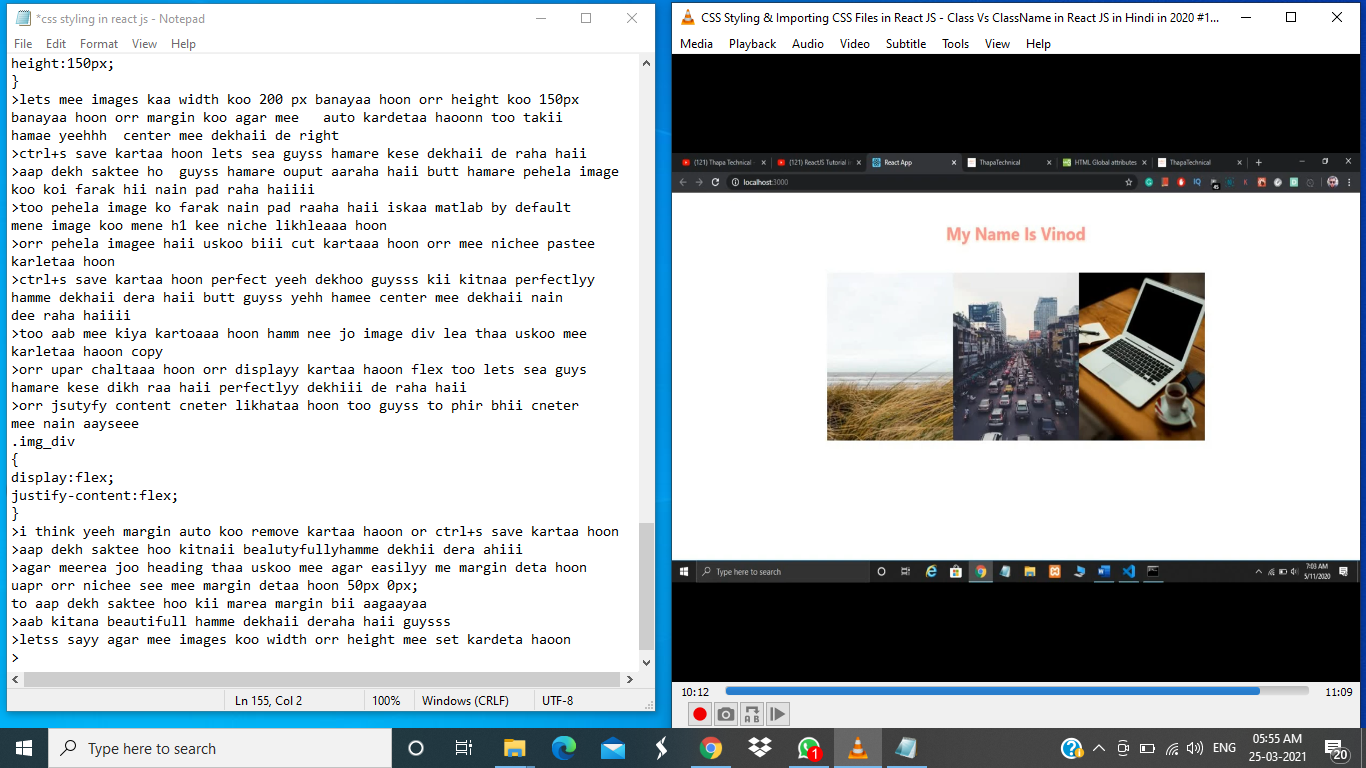 *css styling in react js - Notepad
File Edit Format View Help
height:150px;
}
>lets mee images kaa width koo 200 px banayaa hoon orr height koo 150px
banayaa hoon orr margin koo agar mee   auto kardetaa haoonn too takii
hamae yeehhh  center mee dekhaii de right
>ctrl+s save kartaa hoon lets sea guyss hamare kese dekhaii de raha haii
>aap dekh saktee ho  guyss hamare ouput aaraha haii butt hamare pehela image
koo koi farak hii nain pad raha haiiii
>too pehela image ko farak nain pad raaha haii iskaa matlab by default
mene image koo mene h1 kee niche likhleaaa hoon
>orr pehela imagee haii uskoo biii cut kartaaa hoon orr mee nichee pastee
karletaa hoon
>ctrl+s save kartaa hoon perfect yeeh dekhoo guysss kii kitnaa perfectlyy
hamme dekhaii dera haii butt guyss yehh hamee center mee dekhaii nain
dee raha haiiii
>too aab mee kiya kartoaaa hoon hamm nee jo image div lea thaa uskoo mee
karletaa haoon copy
>orr upar chaltaaa hoon orr displayy kartaa haoon flex too lets sea guys
hamare kese dikh raa haii perfectlyy dekhiii de raha haii
>orr jsutyfy content cneter likhataa hoon too guyss to phir bhii cneter
mee nain aayseee
.img_div
{
display:flex;
justify-content:flex;
}
>i think yeeh margin auto koo remove kartaa haoon or ctrl+s save kartaa hoon
>aap dekh saktee hoo kitnaii bealutyfullyhamme dekhii dera ahiii
>agar meerea joo heading thaa uskoo mee agar easilyy me margin deta hoon
uapr orr nichee see mee margin detaa hoon 50px 0px;
to aap dekh saktee hoo kii marea margin bii aagaayaa
>aab kitana beautifull hamme dekhaii deraha haii guysss
>letss sayy agar mee images koo width orr height mee set kardeta haoon
>
Ln 155, Col 2 100% Windows (CRLF) UTF-8
CSS Styling & Importing CSS Files in React JS - Class Vs ClassName in React JS in Hindi in 2020 #1...
Media Playback Audio Video Subtitle Tools View Help
(121) Thapa Technical - (121) ReactJS Tutorial React App ThapaTechnical HTML Global attributes ThapaTechnical
localhost:3000
My Name Is Vinod
Type here to search 7:03 AM
5/11/2020
10:12 11:09
Type here to search ENG 05:55 AM
25-03-2021
1 20